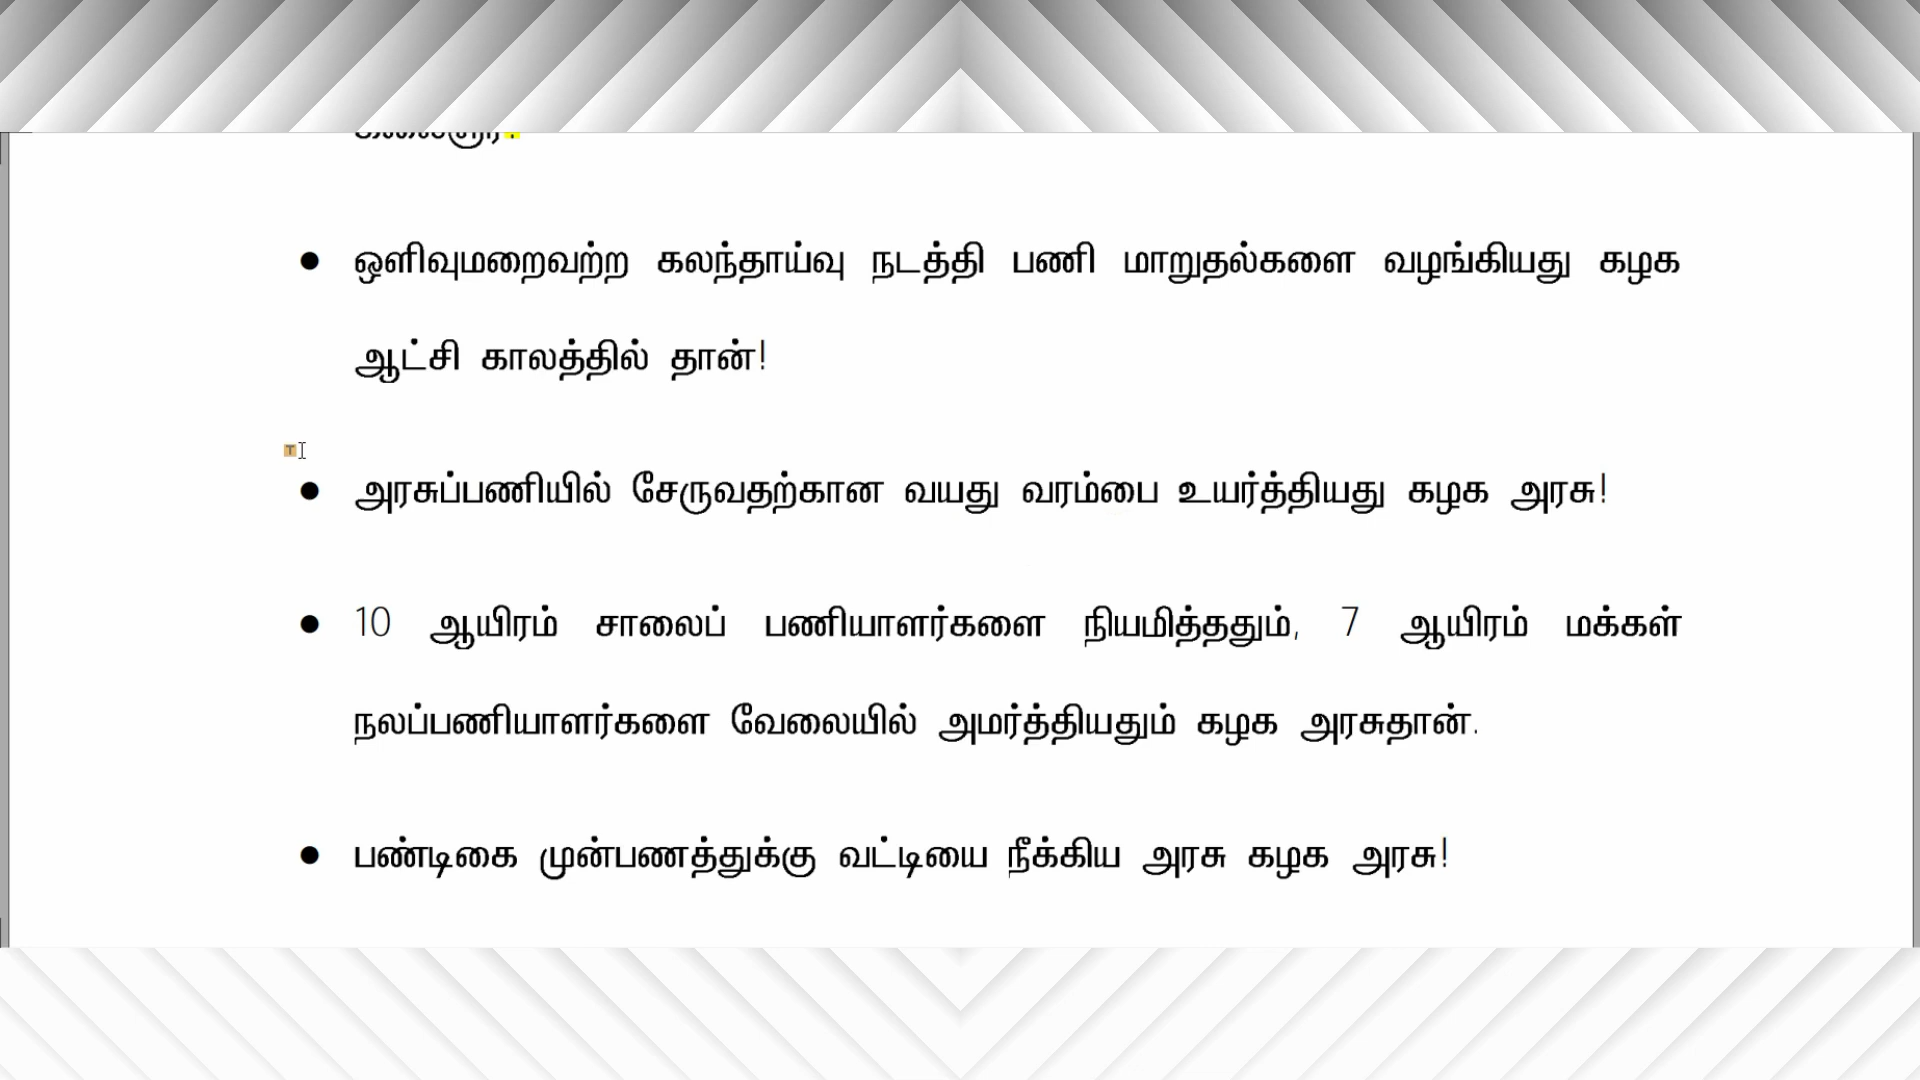 ● ஒளிவுமறைவற்ற கலந்தாய்வு நடத்தி பணி மாறுதல்களை வழங்கியது கழக
ஆட்சி காலத்தில் தான்!
● அரசுப்பணியில் சேருவதற்கான வயது வரம்பை உயர்த்தியது கழக அரசு!
● 10 ஆயிரம் சாலைப் பணியாளர்களை நியமித்ததும், 7 ஆயிரம் மக்கள்
நலப்பணியாளர்களை வேலையில் அமர்த்தியதும் கழக அரசுதான்.
● பண்டிகை முன்பணத்துக்கு வட்டியை நீக்கிய அரசு கழக அரசு!